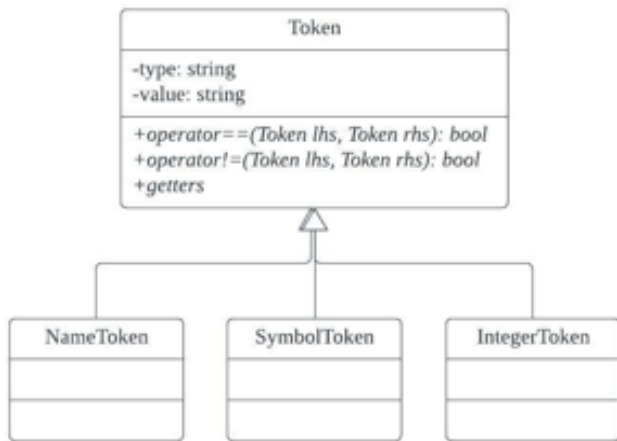 Token
-type: string
-value: string
+operator==(Token lhs, Token rhs): bool
+operator!=(Token lhs, Token rhs): bool
+getters
NameToken
SymbolToken
IntegerToken